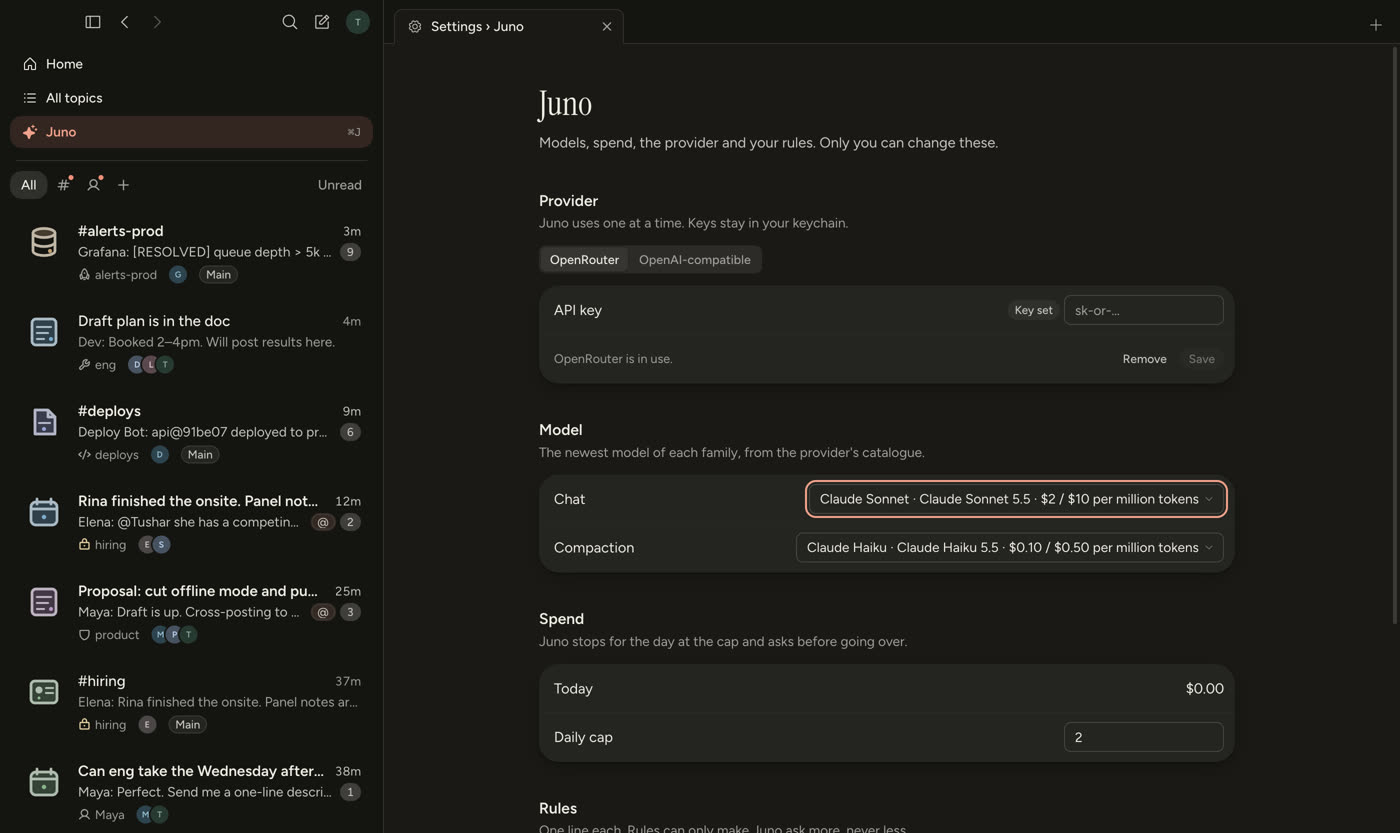 T
Settings › Juno
Home
All topics
Juno ⌘J
All # Unread
#alerts-prod 3m
Grafana: [RESOLVED] queue depth > 5k ... 9
alerts-prod G Main
Draft plan is in the doc 4m
Dev: Booked 2–4pm. Will post results here.
eng D L T
#deploys 9m
Deploy Bot: api@91be07 deployed to pr... 6
deploys D Main
Rina finished the onsite. Panel not... 12m
Elena: @Tushar she has a competin... @ 2
hiring E S
Proposal: cut offline mode and pu... 25m
Maya: Draft is up. Cross-posting to ... @ 3
product M P T
#hiring 37m
Elena: Rina finished the onsite. Panel notes ar...
hiring E Main
Can eng take the Wednesday after... 38m
Maya: Perfect. Send me a one-line descri... 1
Maya M T
Juno
Models, spend, the provider and your rules. Only you can change these.
Provider
Juno uses one at a time. Keys stay in your keychain.
OpenRouter OpenAI-compatible
API key Key set sk-or-...
OpenRouter is in use. Remove Save
Model
The newest model of each family, from the provider's catalogue.
Chat Claude Sonnet · Claude Sonnet 5.5 · $2 / $10 per million tokens
Compaction Claude Haiku · Claude Haiku 5.5 · $0.10 / $0.50 per million tokens
Spend
Juno stops for the day at the cap and asks before going over.
Today $0.00
Daily cap 2
Rules
One line each. Rules can only make Juno ask more, never less.